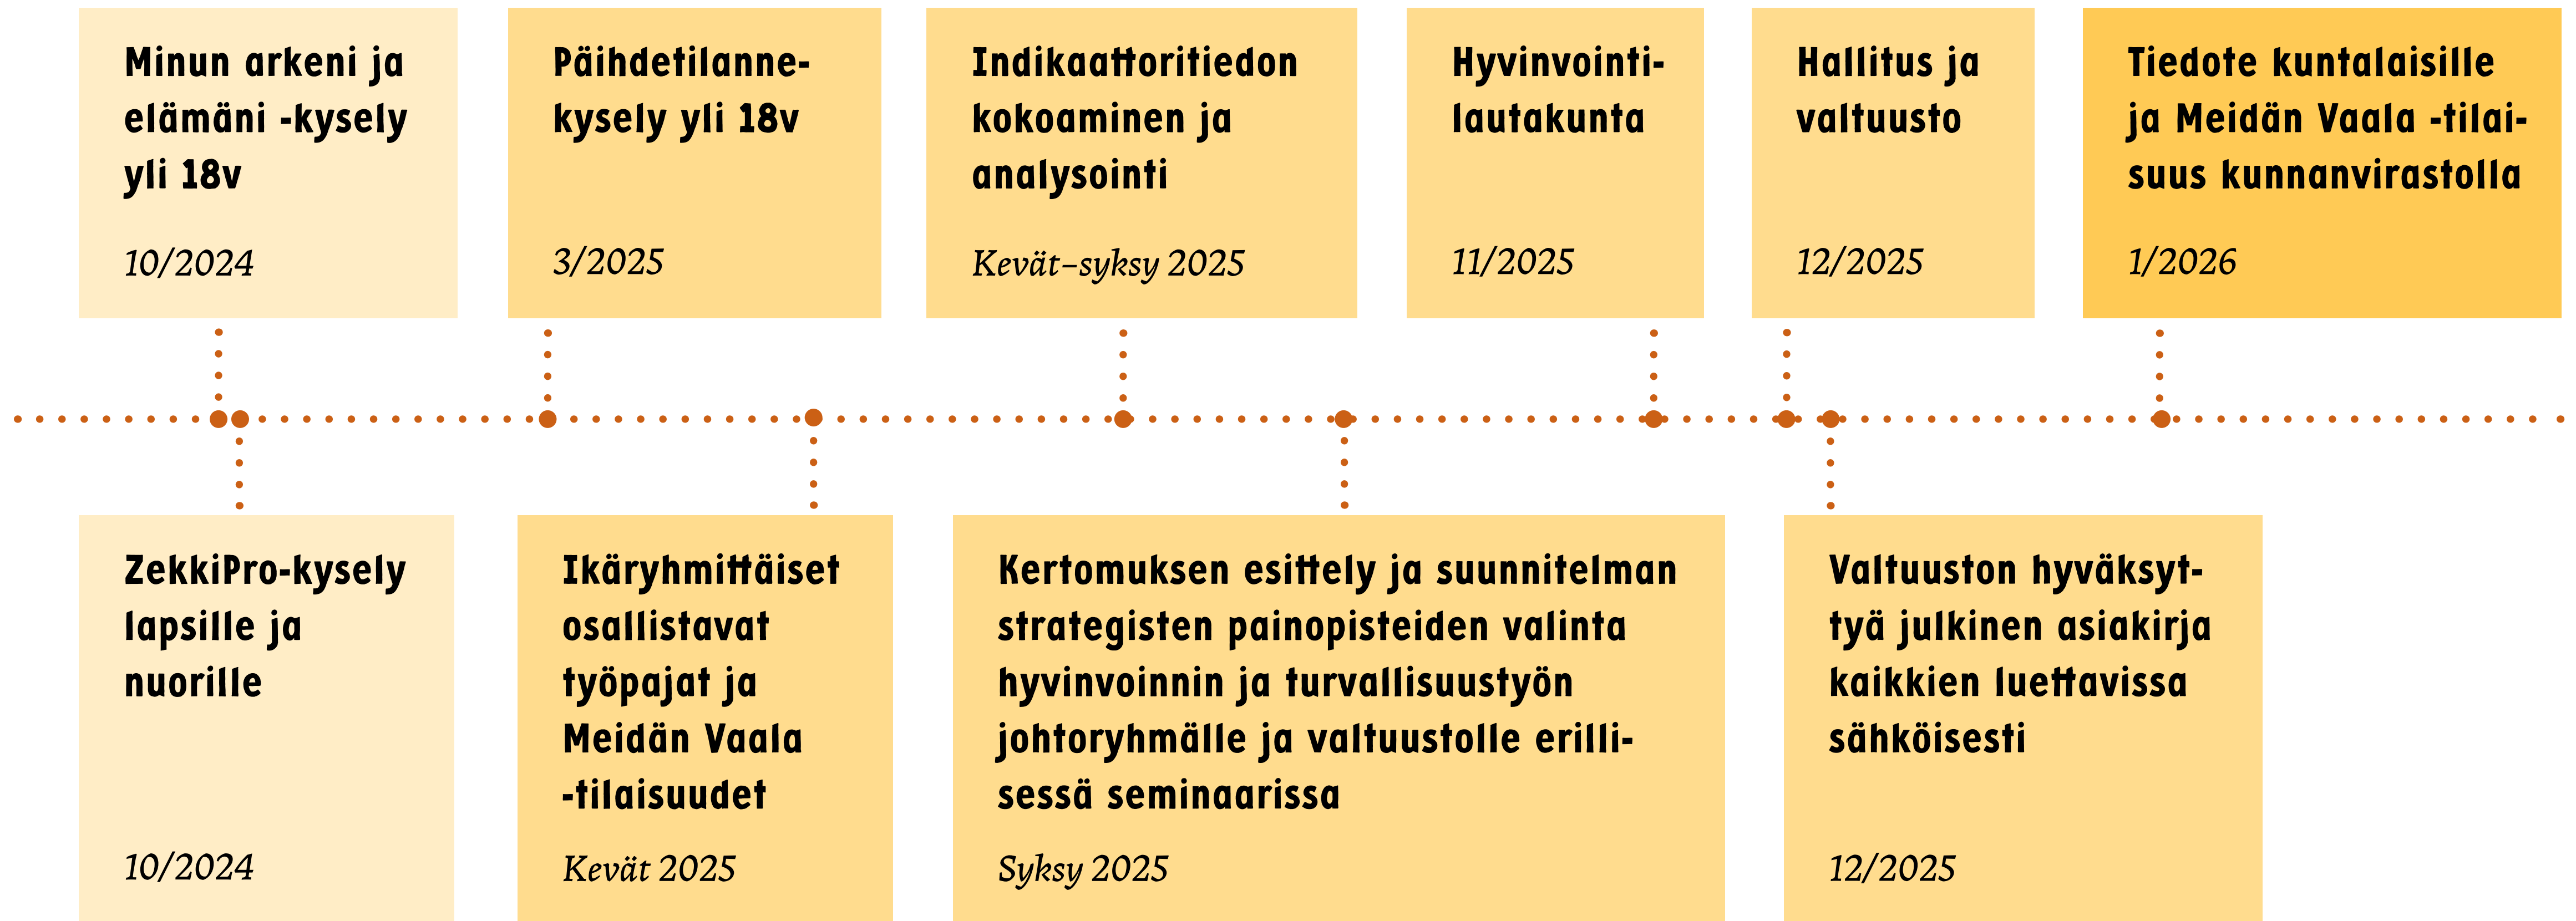 Minun arkeni ja
elämäni -kysely
yli 18v
10/2024
Päihdetilanne-
kysely yli 18v
3/2025
Indikaattoritiedon
kokoaminen ja
analysointi
Kevät–syksy 2025
Hyvinvointi-
lautakunta
11/2025
Hallitus ja
valtuusto
12/2025
Tiedote kuntalaisille
ja Meidän Vaala -tilai-
suus kunnanvirastolla
1/2026
ZekkiPro-kysely
lapsille ja
nuorille
10/2024
Ikäryhmittäiset
osallistavat
työpajat ja
Meidän Vaala
-tilaisuudet
Kevät 2025
Kertomuksen esittely ja suunnitelman
strategisten painopisteiden valinta
hyvinvoinnin ja turvallisuustyön
johtoryhmälle ja valtuustolle erilli-
sessä seminaarissa
Syksy 2025
Valtuuston hyväksyt-
tyä julkinen asiakirja
kaikkien luettavissa
sähköisesti
12/2025